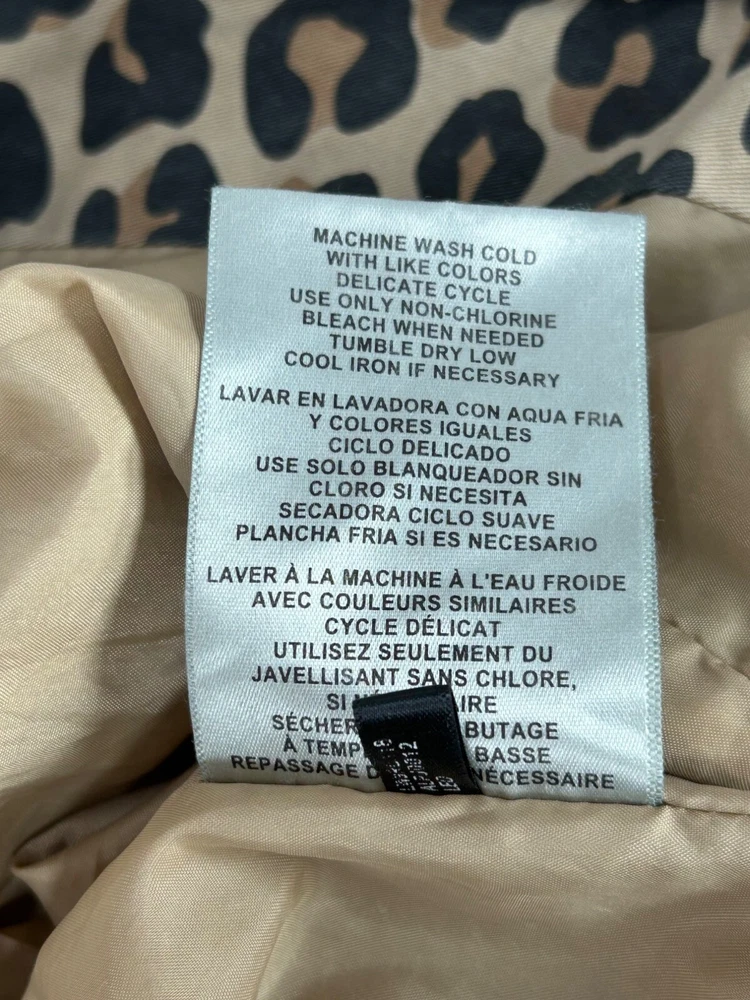 MACHINE WASH COLD
WITH LIKE COLORS
DELICATE CYCLE
USE ONLY NON-CHLORINE
BLEACH WHEN NEEDED
TUMBLE DRY LOW
COOL IRON IF NECESSARY
LAVAR EN LAVADORA CON AQUA FRIA
Y COLORES IGUALES
CICLO DELICADO
USE SOLO BLANQUEADOR SIN
CLORO SI NECESITA
SECADORA CICLO SUAVE
PLANCHA FRIA SI ES NECESARIO
LAVER À LA MACHINE À L'EAU FROIDE
AVEC COULEURS SIMILAIRES
CYCLE DÉLICAT
UTILISEZ SEULEMENT DU
JAVELLISANT SANS CHLORE,
SI
À BASSE
REPASSAGE NÉCESSAIRE